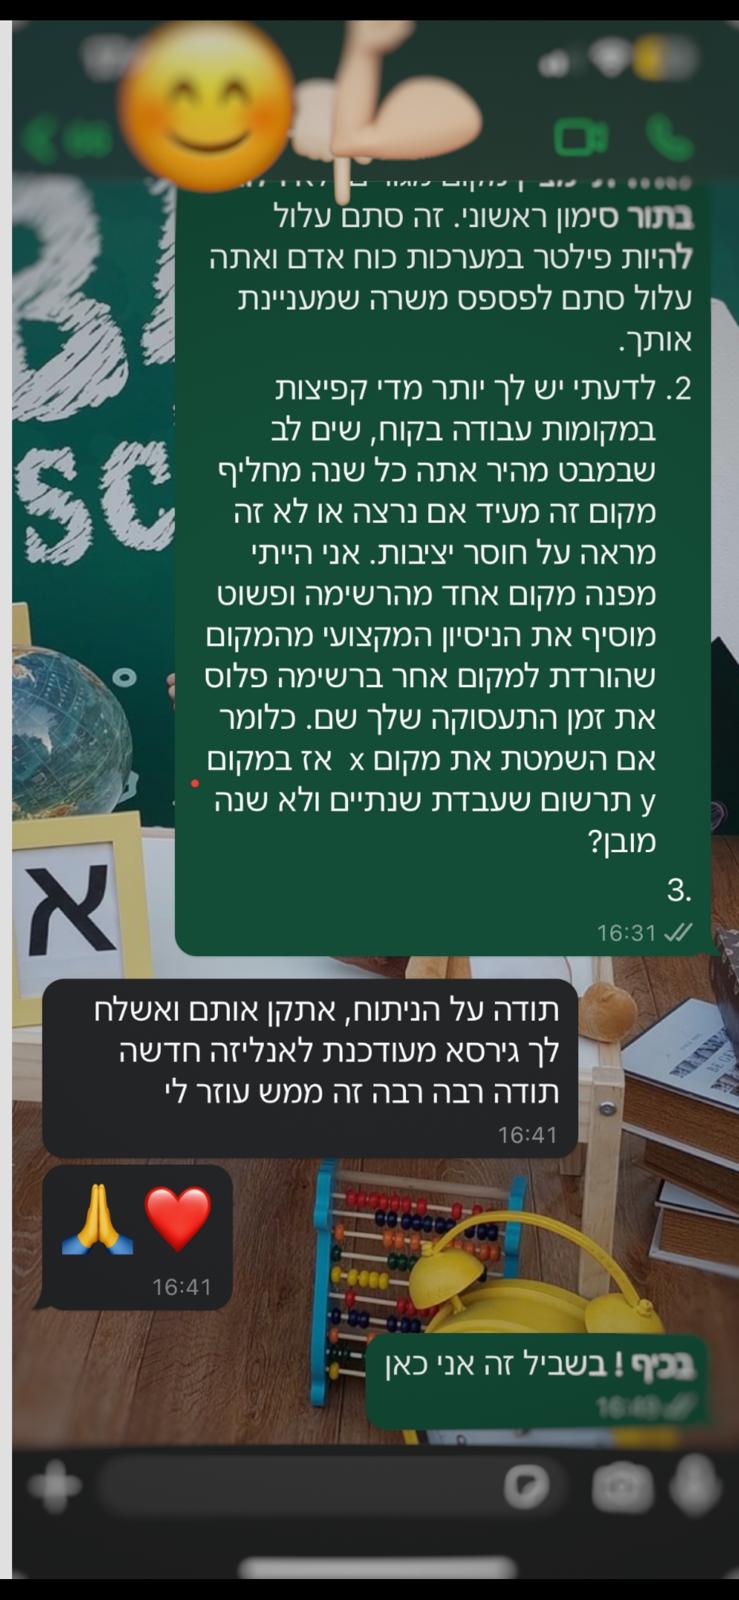 בתור סימון ראשוני. זה סתם עלול
להיות פילטר במערכות כוח אדם ואתה
עלול סתם לפספס משרה שמעניינת
אותך.
2. לדעתי יש לך יותר מדי קפיצות
במקומות עבודה בקוח, שים לב
שבמבט מהיר אתה כל שנה מחליף
מקום זה מעיד אם נרצה או לא זה
מראה על חוסר יציבות. אני הייתי
מפנה מקום אחד מהרשימה ופשוט
מוסיף את הניסיון המקצועי מהמקום
שהורדת למקום אחר ברשימה פלוס
את זמן התעסוקה שלך שם. כלומר
אם השמטת את מקום x אז במקום
y תרשום שעבדת שנתיים ולא שנה
מובן?
3.
16:31
תודה על הניתוח, אתקן אותם ואשלח
לך גירסא מעודכנת לאנליזה חדשה
תודה רבה רבה זה ממש עוזר לי
16:41
🙏 ❤️
16:41
בכיף ! בשביל זה אני כאן
BA
SC
א